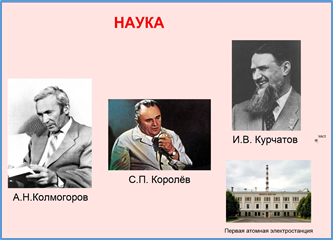 НАУКА
И.В. Курчатов
С.П. Королёв
А.Н.Колмогоров
Первая атомная электростанция